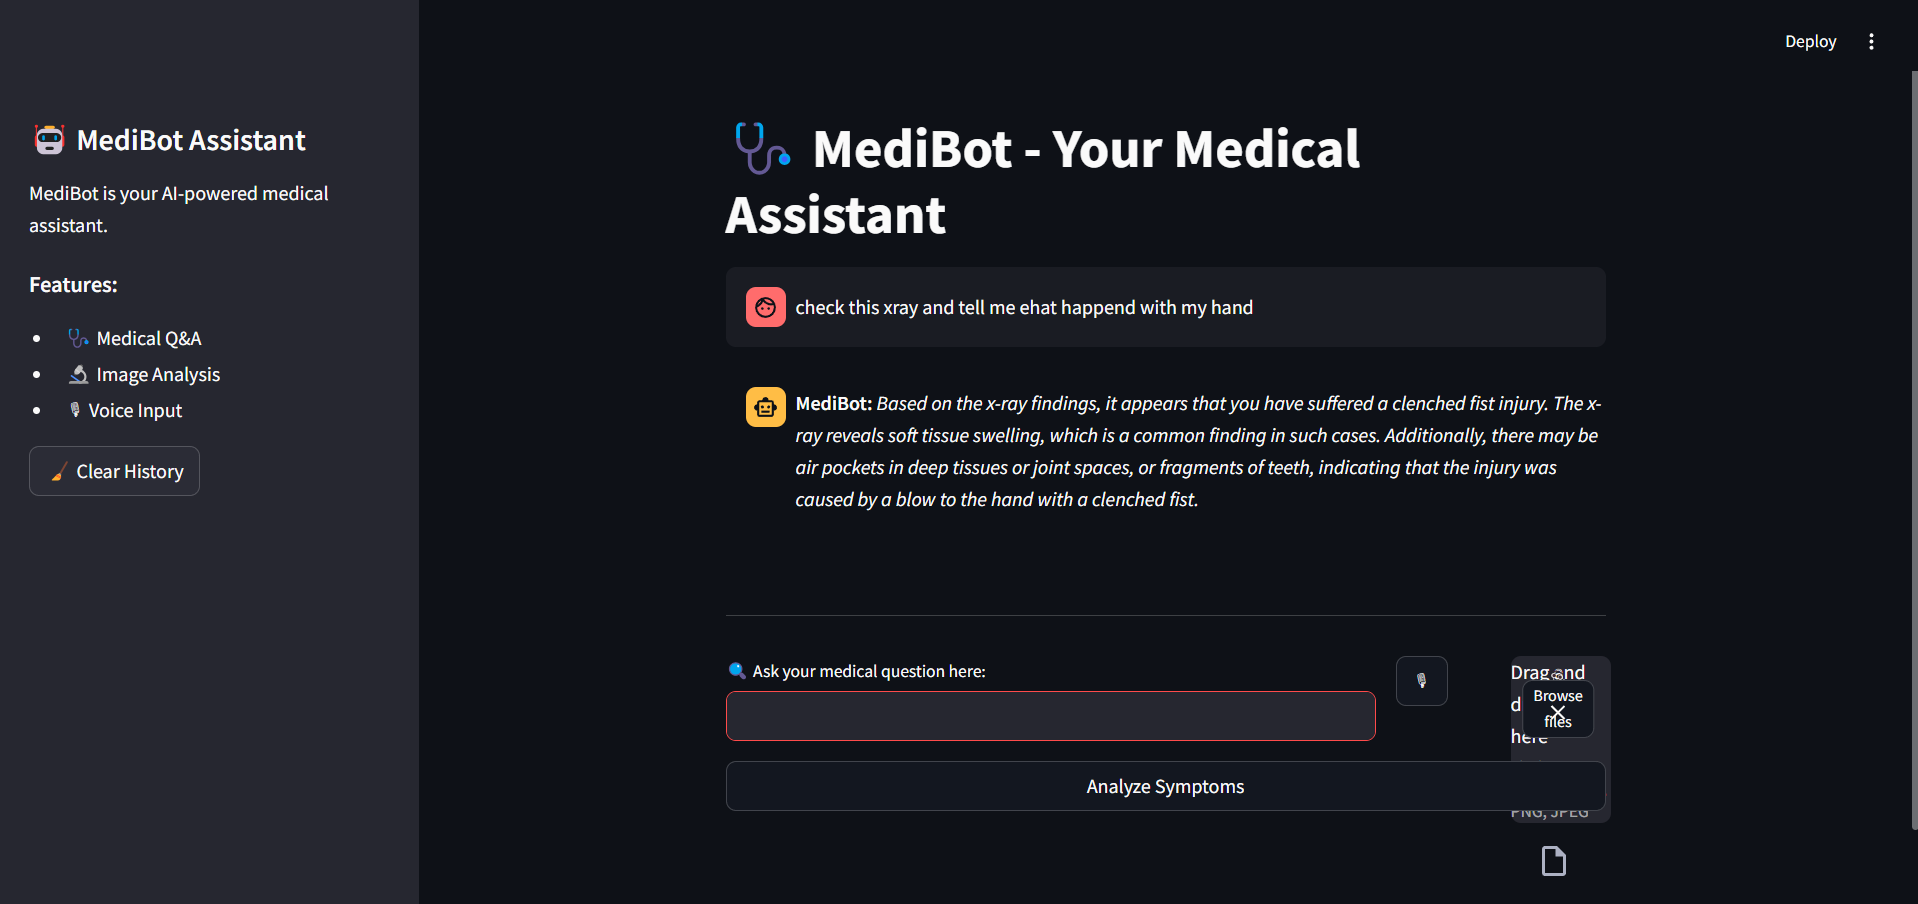 Deploy
MediBot Assistant
MediBot is your AI-powered medical
assistant.
Features:
Medical Q&A
Image Analysis
Voice Input
Clear History
MediBot - Your Medical
Assistant
check this xray and tell me ehat happend with my hand
MediBot: Based on the x-ray findings, it appears that you have suffered a clenched fist injury. The x-
ray reveals soft tissue swelling, which is a common finding in such cases. Additionally, there may be
air pockets in deep tissues or joint spaces, or fragments of teeth, indicating that the injury was
caused by a blow to the hand with a clenched fist.
Ask your medical question here:
Drag and
d
here
Browse
files
Analyze Symptoms
PNG, JPEG